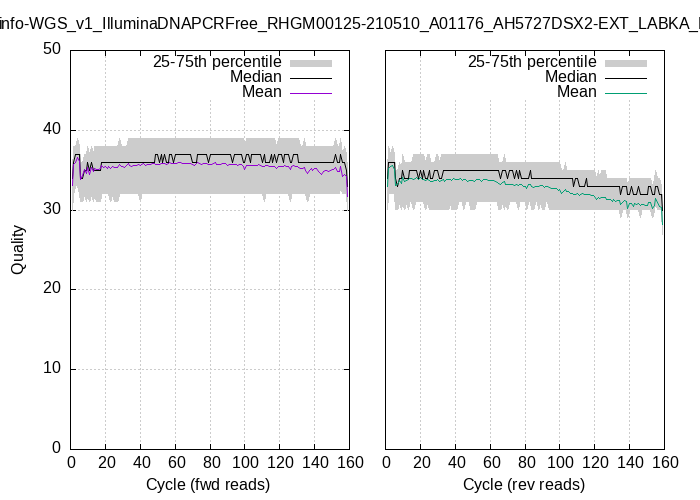 info-WGS_v1_IlluminaDNAPCRFree_RHGM00125-210510_A01176_AH5727DSX2-EXT_LABKA_
25-75th percentile
Median
Mean
25-75th percentile
Median
Mean
50
40
30
20
10
0
Quality
0 20 40 60 80 100 120 140 160
0 20 40 60 80 100 120 140 160
Cycle (fwd reads)
Cycle (rev reads)